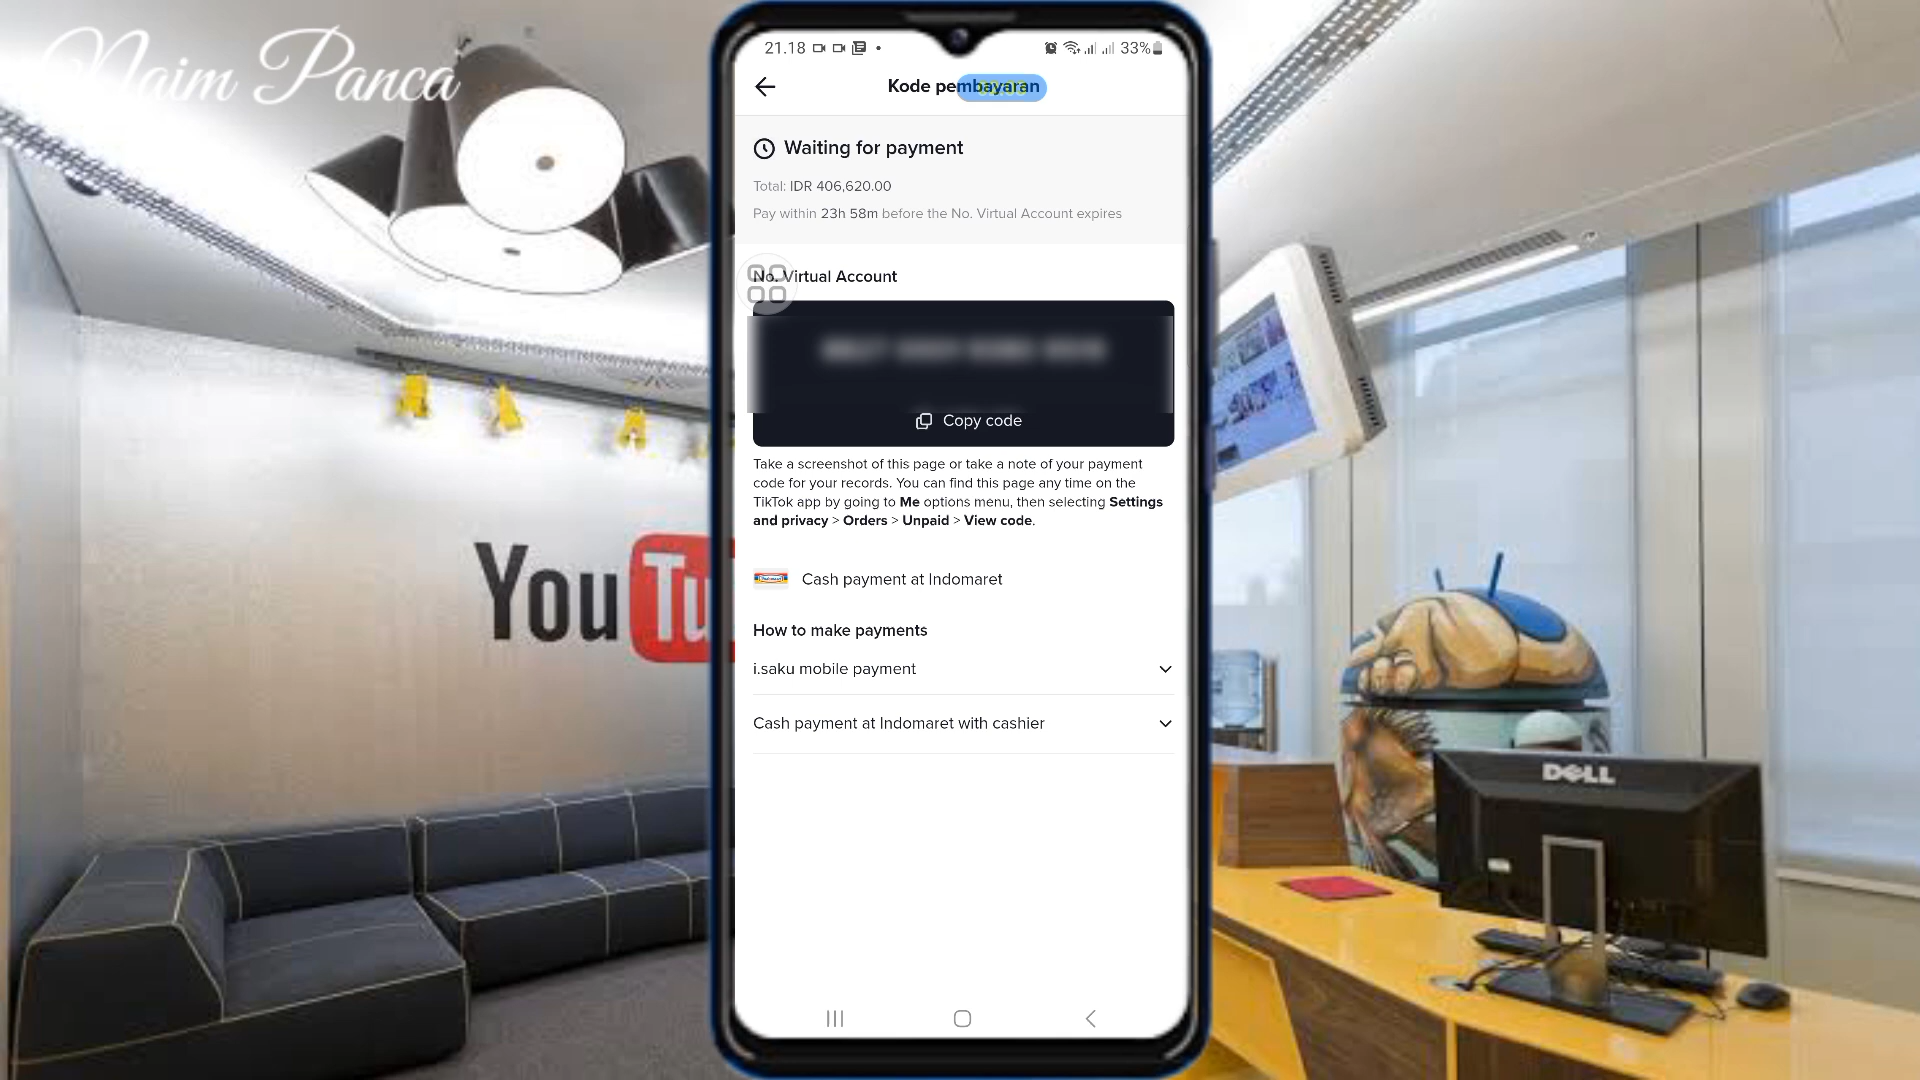 Naim Panca
21.18
33%
Kode pembayaran
Waiting for payment
Total: IDR 406,620.00
Pay within 23h 58m before the No. Virtual Account expires
No. Virtual Account
Copy code
Take a screenshot of this page or take a note of your payment
code for your records. You can find this page any time on the
TikTok app by going to Me options menu, then selecting Settings
and privacy > Orders > Unpaid > View code.
Cash payment at Indomaret
How to make payments
i.saku mobile payment
Cash payment at Indomaret with cashier
YouTu
DELL